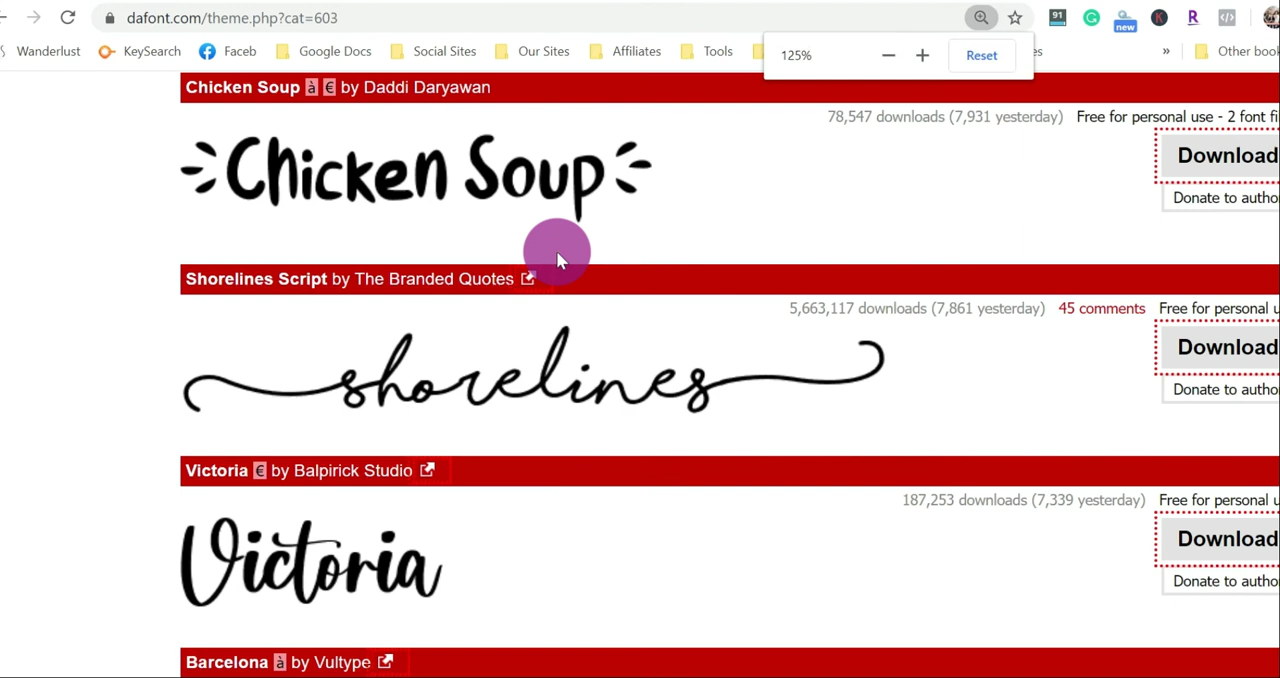 dafont.com/theme.php?cat=603
91
new
K
R
Wanderlust
KeySearch
Faceb
Google Docs
Social Sites
Our Sites
Affiliates
Tools
»
Other book
125%
Reset
Chicken Soup à € by Daddi Daryawan
78,547 downloads (7,931 yesterday) Free for personal use - 2 font fi
Download
Donate to autho
Chicken Soup
Shorelines Script by The Branded Quotes
5,663,117 downloads (7,861 yesterday) 45 comments Free for personal u
Download
Donate to autho
shorelines
Victoria € by Balpirick Studio
187,253 downloads (7,339 yesterday) Free for personal u
Download
Donate to autho
Victoria
Barcelona à by Vultype